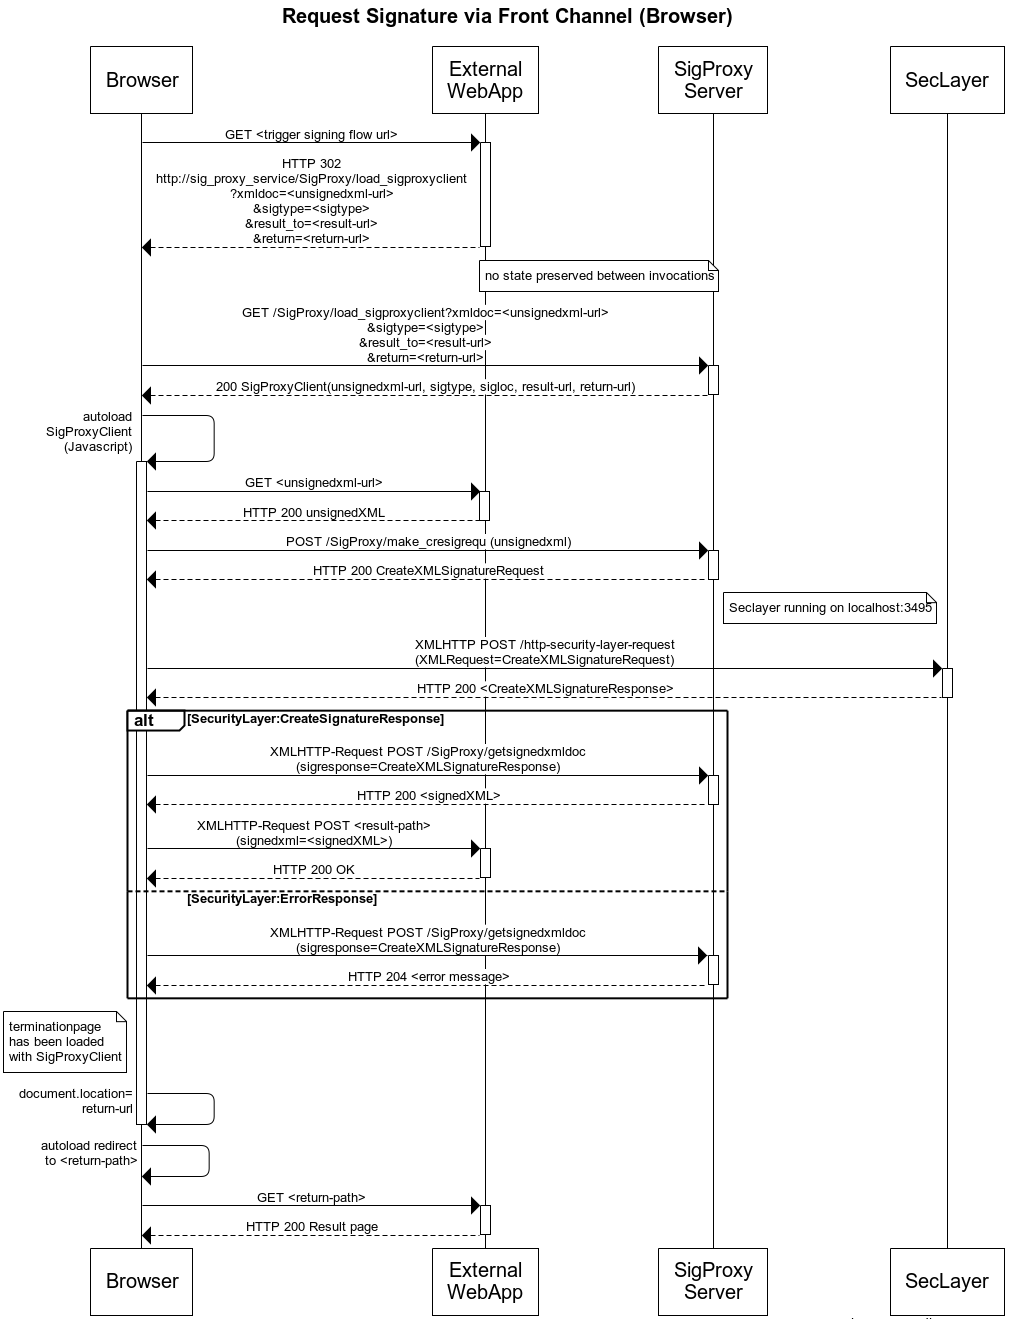 Request Signature via Front Channel (Browser)
Browser
External
WebApp
SigProxy
Server
SecLayer
GET <trigger signing flow url>
HTTP 302
http://sig_proxy_service/SigProxy/load_sigproxyclient
?xmldoc=<unsignedxml-url>
&sigtype=<sigtype>
&result_to=<result-url>
&return=<return-url>
no state preserved between invocations
GET /SigProxy/load_sigproxyclient?xmldoc=<unsignedxml-url>
&sigtype=<sigtype>
&result_to=<result-url>
&return=<return-url>
200 SigProxyClient(unsignedxml-url, sigtype, sigloc, result-url, return-url)
autoload
SigProxyClient
(Javascript)
GET <unsignedxml-url>
HTTP 200 unsignedXML
POST /SigProxy/make_cresigrequ (unsignedxml)
HTTP 200 CreateXMLSignatureRequest
Seclayer running on localhost:3495
XMLHTTP POST /http-security-layer-request
(XMLRequest=CreateXMLSignatureRequest)
HTTP 200 <CreateXMLSignatureResponse>
alt [SecurityLayer:CreateSignatureResponse]
XMLHTTP-Request POST /SigProxy/getsignedxmldoc
(sigresponse=CreateXMLSignatureResponse)
HTTP 200 <signedXML>
XMLHTTP-Request POST <result-path>
(signedxml=<signedXML>)
HTTP 200 OK
[SecurityLayer:ErrorResponse]
XMLHTTP-Request POST /SigProxy/getsignedxmldoc
(sigresponse=CreateXMLSignatureResponse)
HTTP 204 <error message>
terminationpage
has been loaded
with SigProxyClient
document.location=
return-url
autoload redirect
to <return-path>
GET <return-path>
HTTP 200 Result page
Browser
External
WebApp
SigProxy
Server
SecLayer